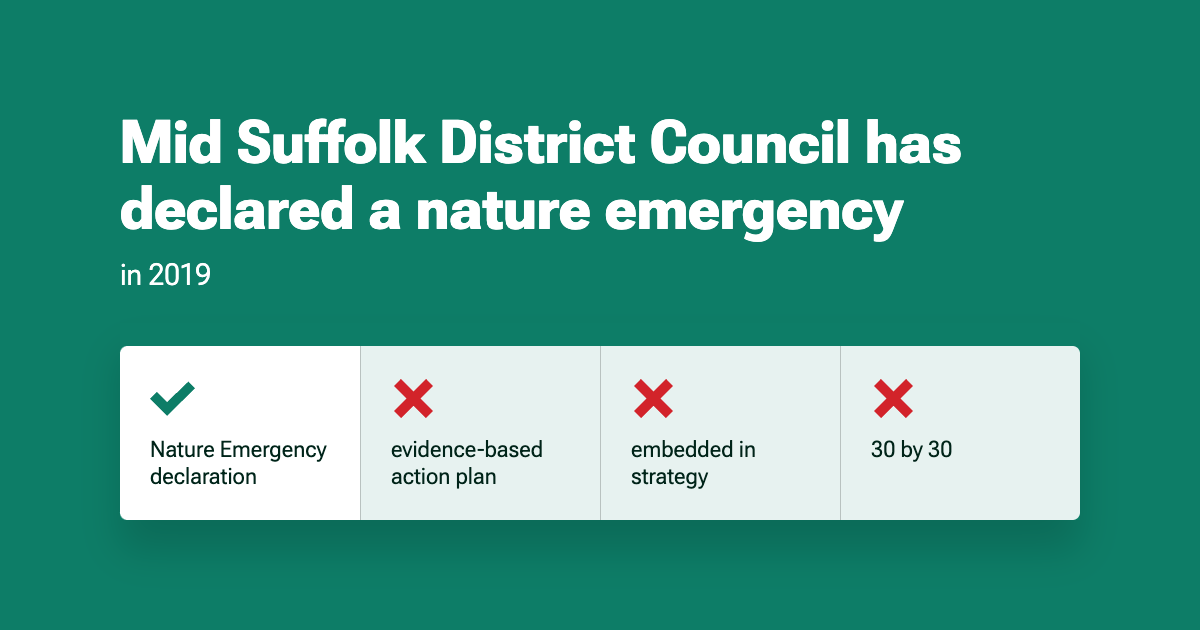 Mid Suffolk District Council has
declared a nature emergency
in 2019
Nature Emergency
declaration
evidence-based
action plan
embedded in
strategy
30 by 30